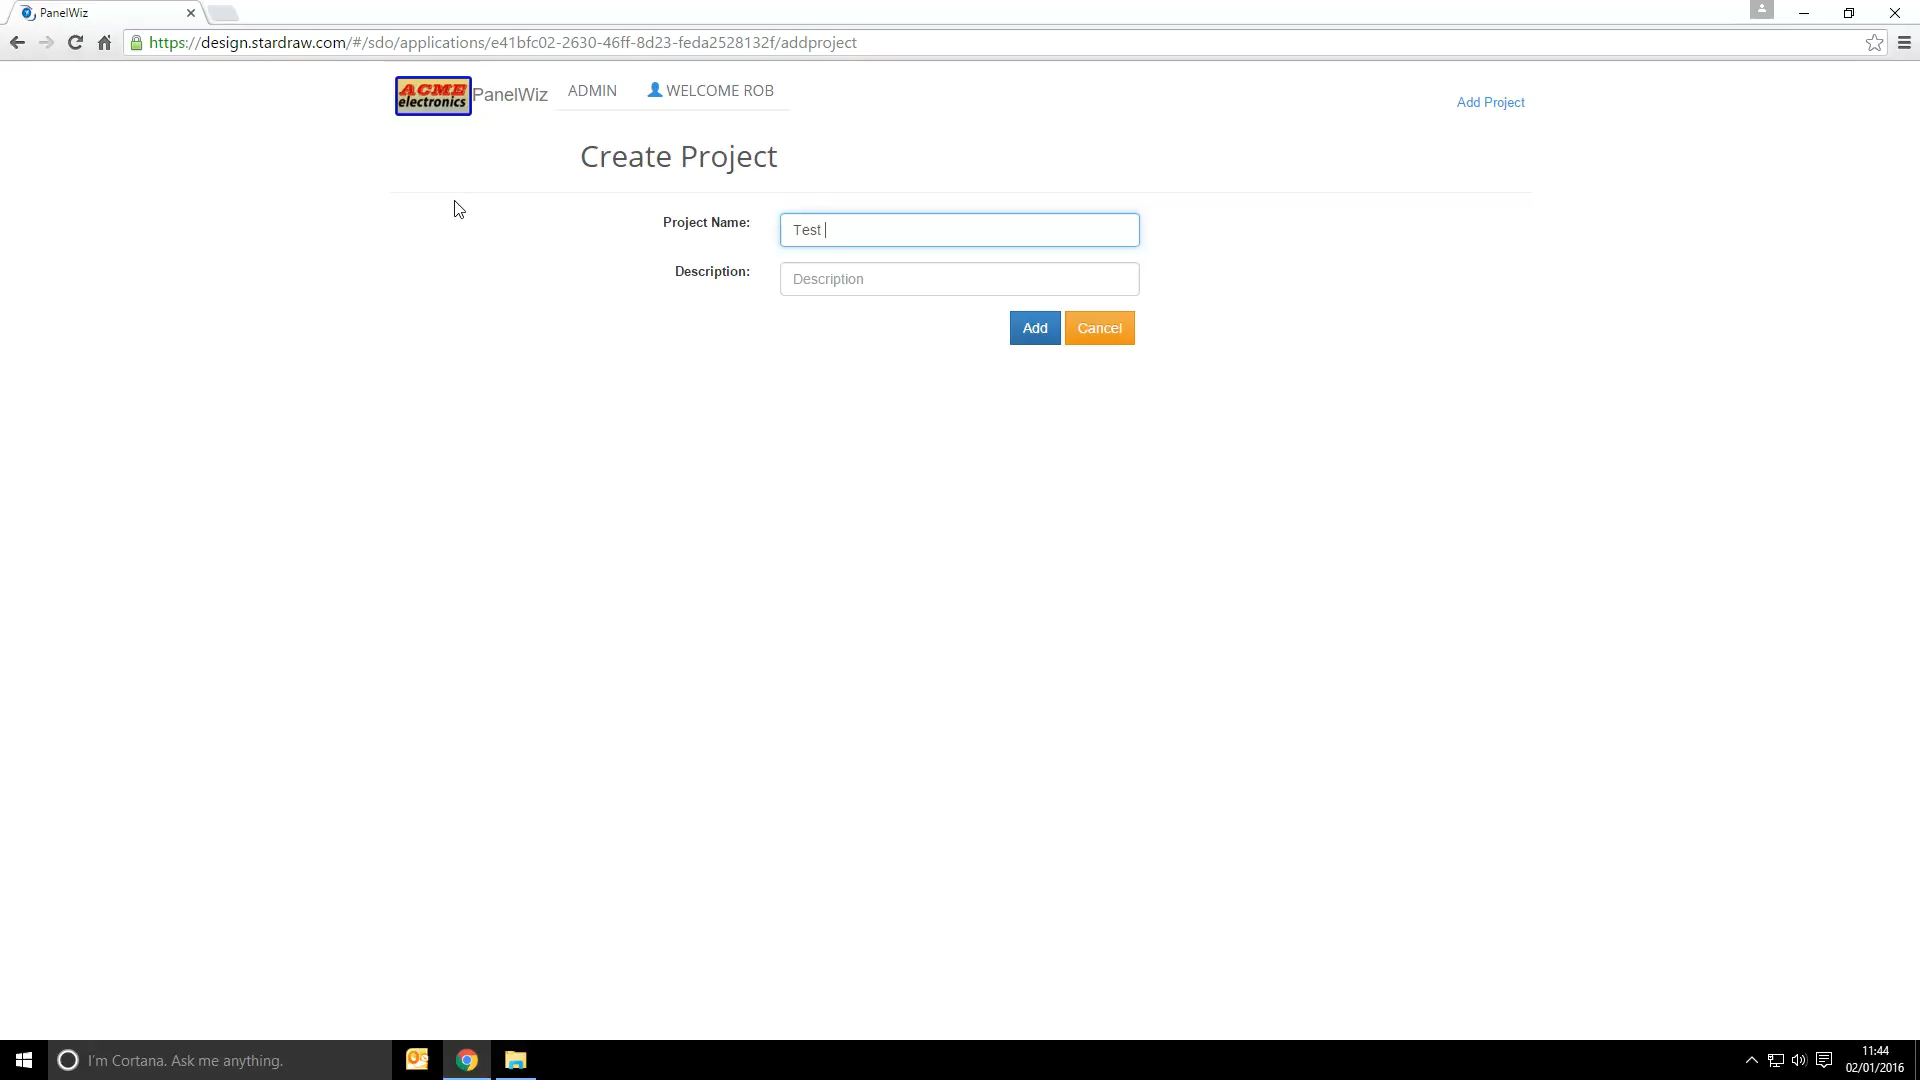 PanelWiz
https://design.stardraw.com/#/sdo/applications/e41bfc02-2630-46ff-8d23-feda2528132f/addproject
ACME electronics PanelWiz ADMIN WELCOME ROB Add Project
Create Project
Project Name: Test
Description: Description
Add Cancel
I'm Cortana. Ask me anything.
11:44
02/01/2016